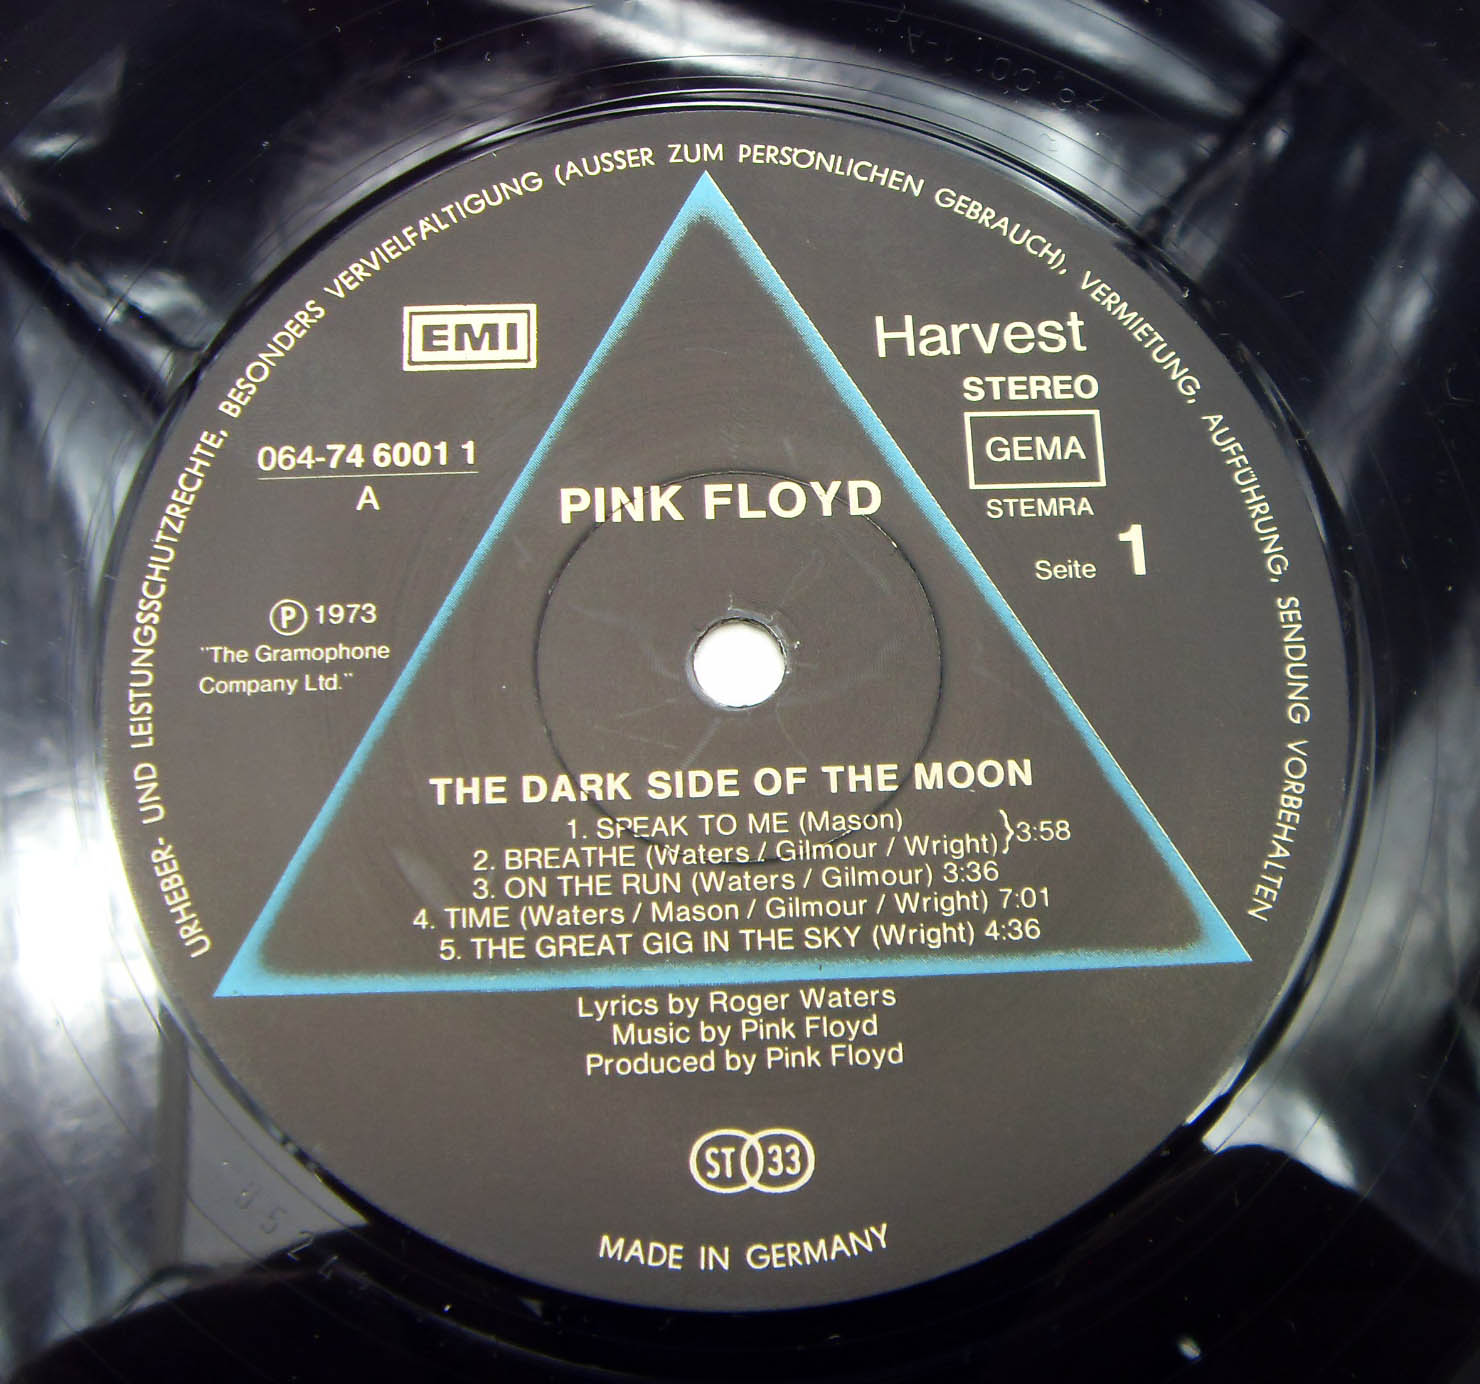 URHEBER- UND LEISTUNGSSCHUTZRECHTE, BESONDERS VERVIELFÄLTIGUNG (AUSSER ZUM PERSÖNLICHEN GEBRAUCH), VERMIETUNG, AUFFÜHRUNG, SENDUNG VORBEHALTEN
EMI
Harvest
STEREO
GEMA
STEMRA
Seite 1
064-74 6001 1
A
PINK FLOYD
Ⓟ 1973
"The Gramophone
Company Ltd."
THE DARK SIDE OF THE MOON
1. SPEAK TO ME (Mason)
2. BREATHE (Waters / Gilmour / Wright)}3:58
3. ON THE RUN (Waters / Gilmour) 3:36
4. TIME (Waters / Mason / Gilmour / Wright) 7:01
5. THE GREAT GIG IN THE SKY (Wright) 4:36
Lyrics by Roger Waters
Music by Pink Floyd
Produced by Pink Floyd
ST 33
MADE IN GERMANY